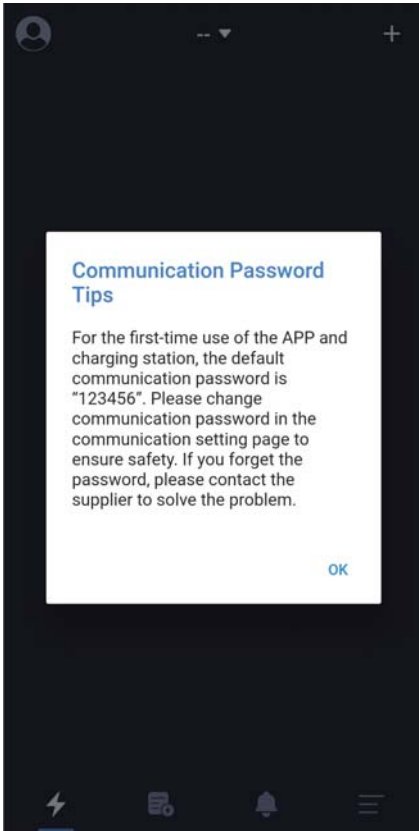 --
Communication Password
Tips
For the first-time use of the APP and
charging station, the default
communication password is
"123456". Please change
communication password in the
communication setting page to
ensure safety. If you forget the
password, please contact the
supplier to solve the problem.
OK